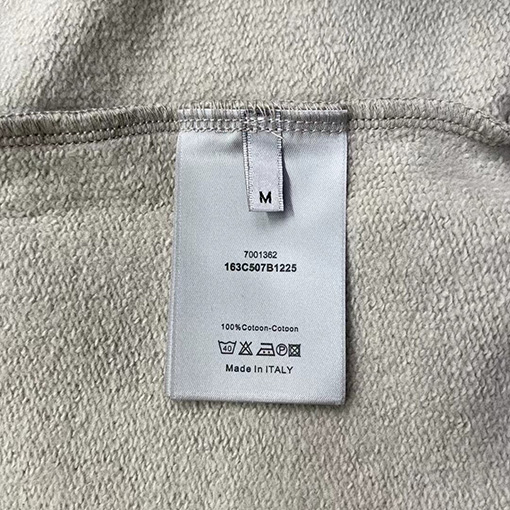 M
7001362
163C507B1225
100%Cotoon-Cotoon
40 P
Made In ITALY